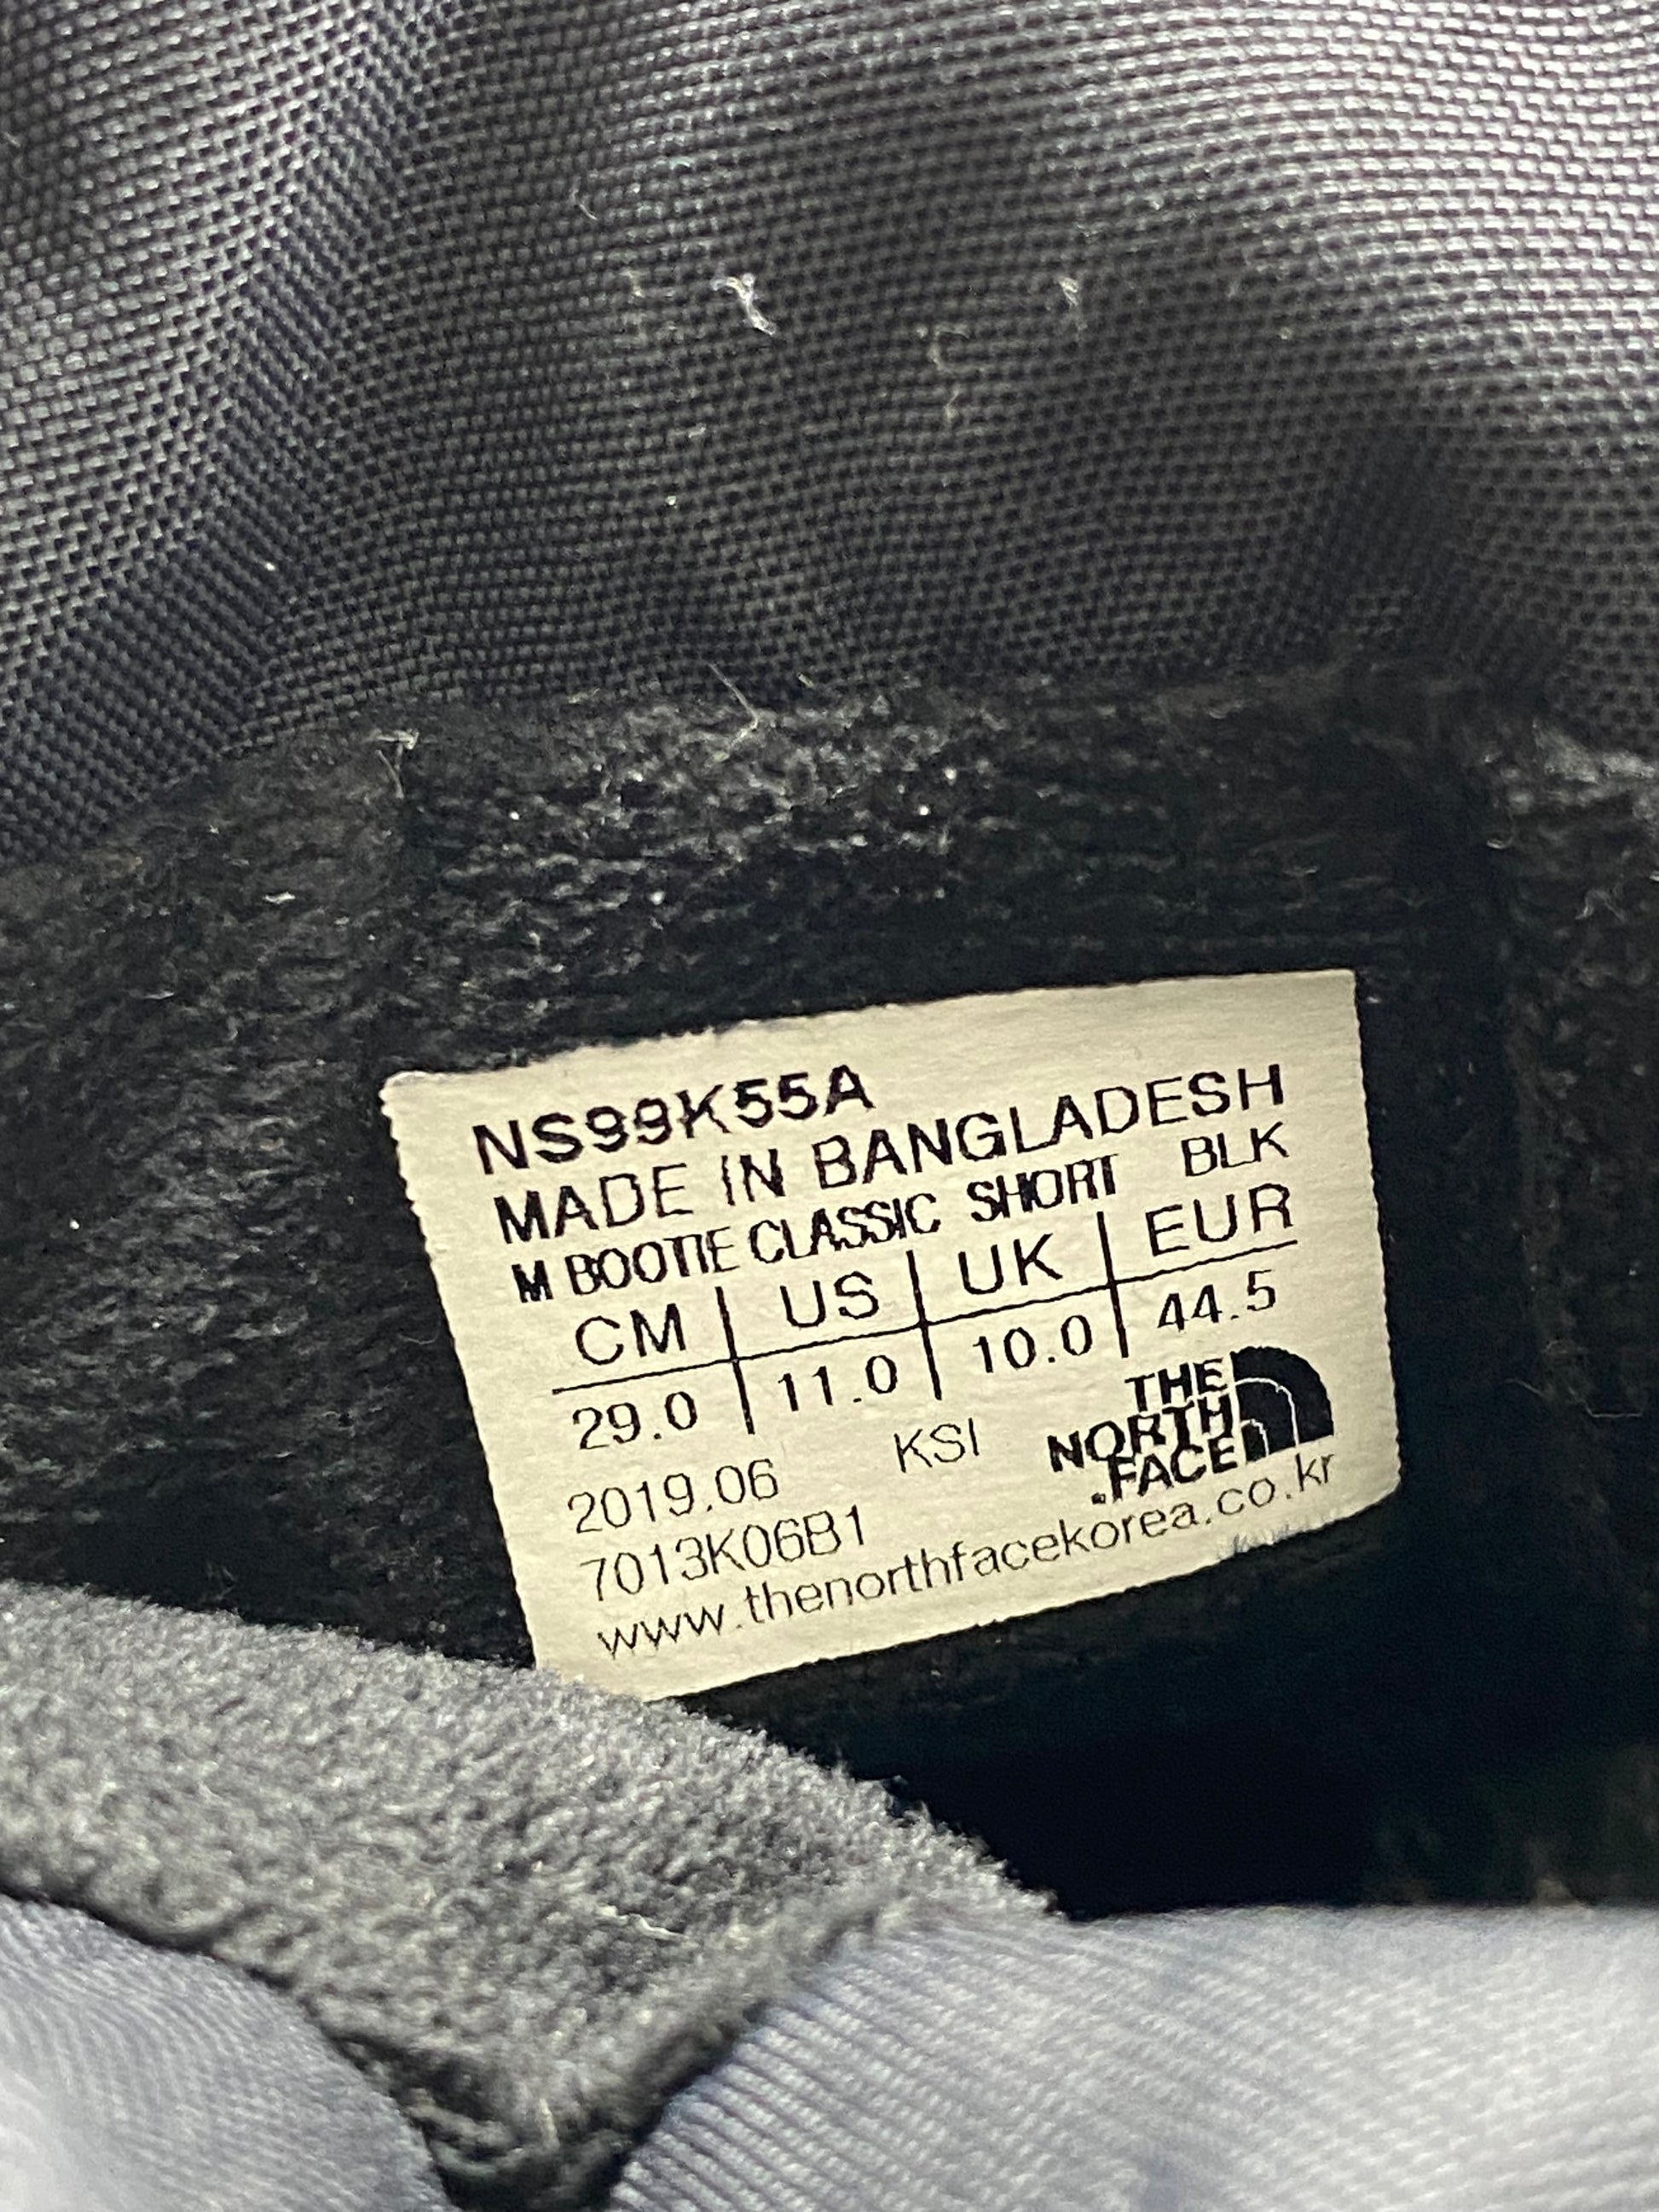 NS99K55A
MADE IN BANGLADESH
M BOOTIE CLASSIC SHORT BLK
CM US UK EUR
29.0 11.0 10.0 44.5
2019.06 KSI
7013K06B1
THE
NORTH
FACE
www.thenorthfacekorea.co.kr